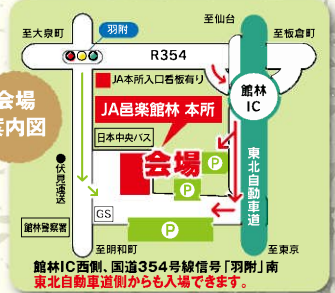 至仙台
至大泉町
羽附
至板倉町
R354
JA本所入口看板有り
館林
IC
JA邑楽館林 本所
会場
案内図
日本中央バス
会場
P
P
P
伏見運送
東北自動車道
GS
館林警察署
至明和町
至東京
館林IC西側、国道354号線信号「羽附」南
東北自動車道側からも入場できます。